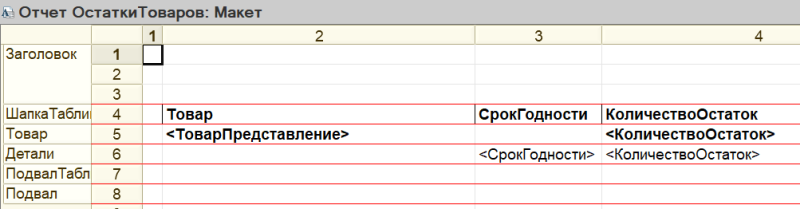 Отчет ОстаткиТоваров: Макет
1 2 3 4
Заголовок 1
2
3
ШапкаТабли 4 Товар СрокГодности КоличествоОстаток
Товар 5 <ТоварПредставление> <КоличествоОстаток>
Детали 6 <СрокГодности> <КоличествоОстаток>
ПодвалТабл 7
Подвал 8